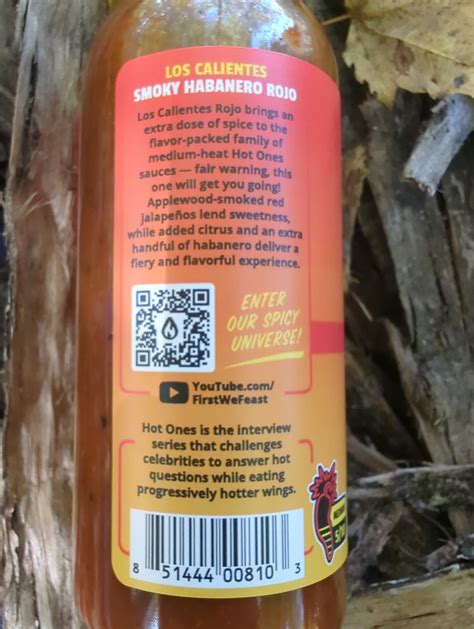 LOS CALIENTES
SMOKY HABANERO ROJO
Los Calientes Rojo brings an
extra dose of spice to the
flavor-packed family of
medium-heat Hot Ones
sauces — fair warning, this
one will get you going!
Applewood-smoked red
jalapeños lend sweetness,
while added citrus and an extra
handful of habanero deliver a
fiery and flavorful experience.
ENTER
OUR SPICY
UNIVERSE!
YouTube.com/
FirstWeFeast
Hot Ones is the interview
series that challenges
celebrities to answer hot
questions while eating
progressively hotter wings.
8 51444 00810 3